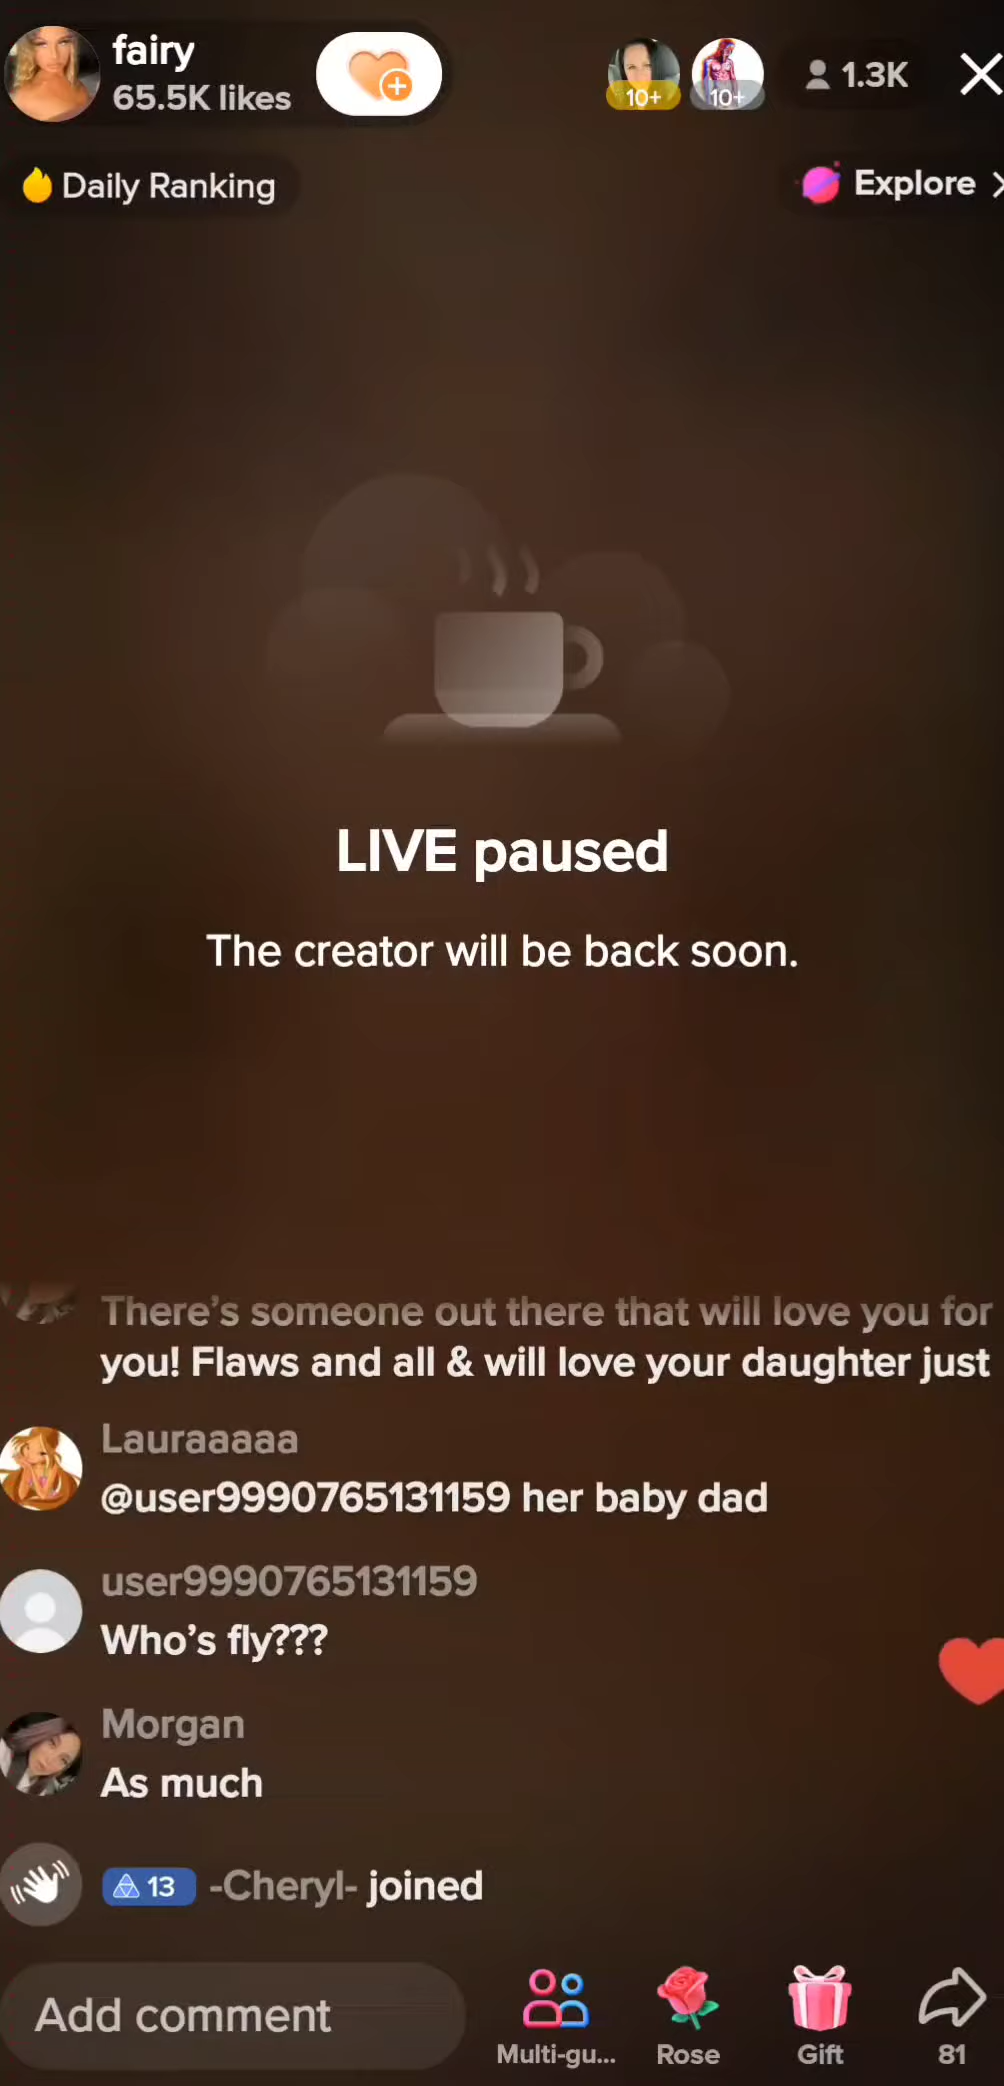 fairy
65.5K likes
10+
10+
1.3K
Daily Ranking
Explore
LIVE paused
The creator will be back soon.
There's someone out there that will love you for
you! Flaws and all & will love your daughter just
Lauraaaaa
@user9990765131159 her baby dad
user9990765131159
Who's fly???
Morgan
As much
13 -Cheryl- joined
Add comment
Multi-gu...
Rose
Gift
81